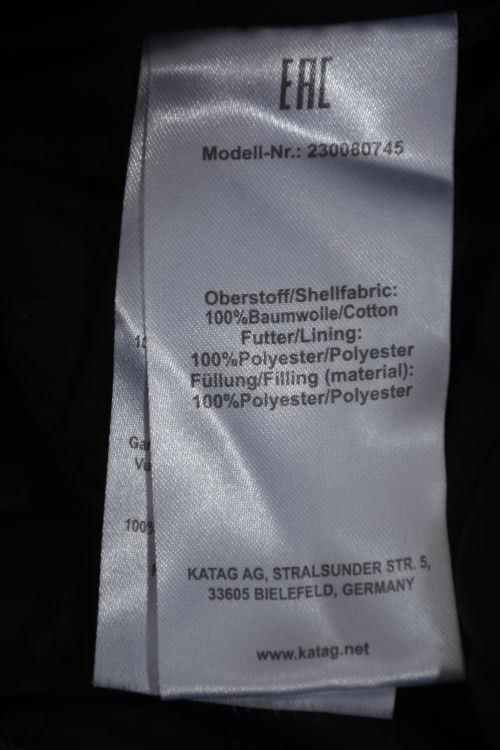 EAC
Modell-Nr.: 230080745
Oberstoff/Shellfabric:
100%Baumwolle/Cotton
Futter/Lining:
100%Polyester/Polyester
Füllung/Filling (material):
100%Polyester/Polyester
KATAG AG, STRALSUNDER STR. 5,
33605 BIELEFELD, GERMANY
www.katag.net